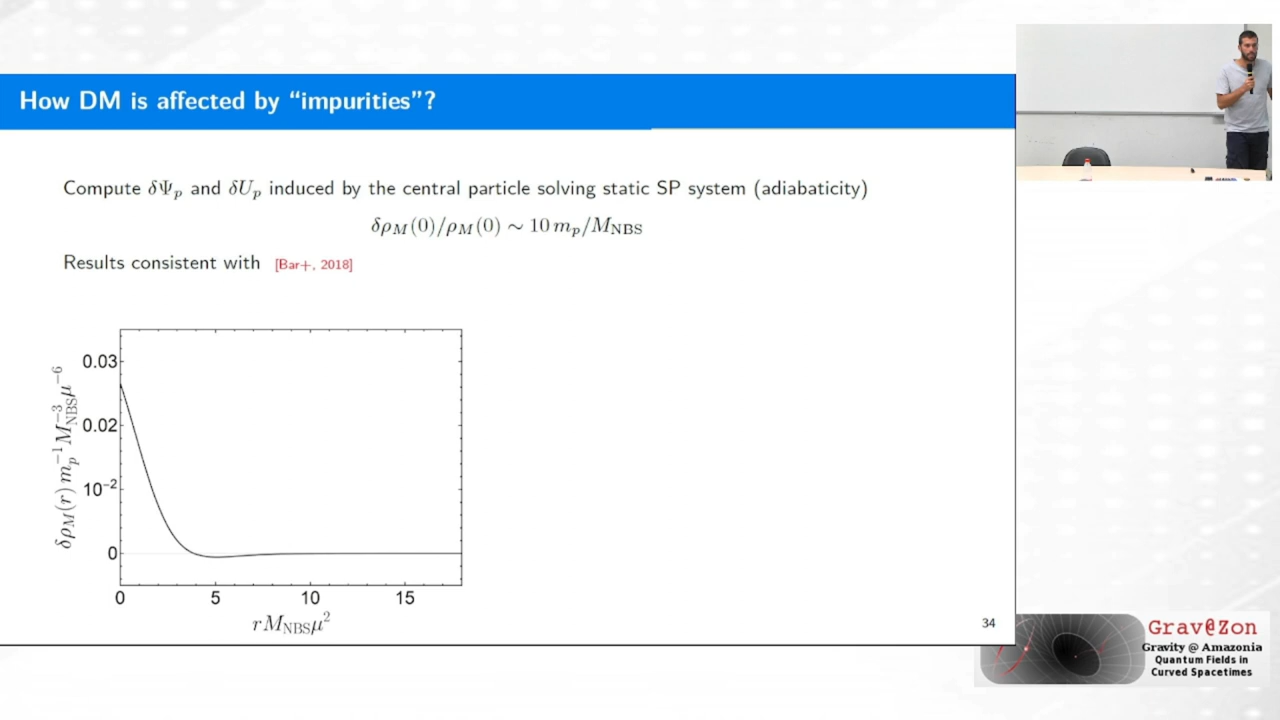 How DM is affected by “impurities”?
Compute δΨ_p and δU_p induced by the central particle solving static SP system (adiabaticity)
δρ_M(0)/ρ_M(0) ∼ 10 m_p/M_NBS
Results consistent with [Bar+, 2018]
δρ_M(r) m_p^−1 M_NBS^−3 μ^−6
0.03
0.02
10^−2
0
0 5 10 15
r M_NBS μ^2
34
Grav@Zon
Gravity @ Amazonia
Quantum Fields in
Curved Spacetimes